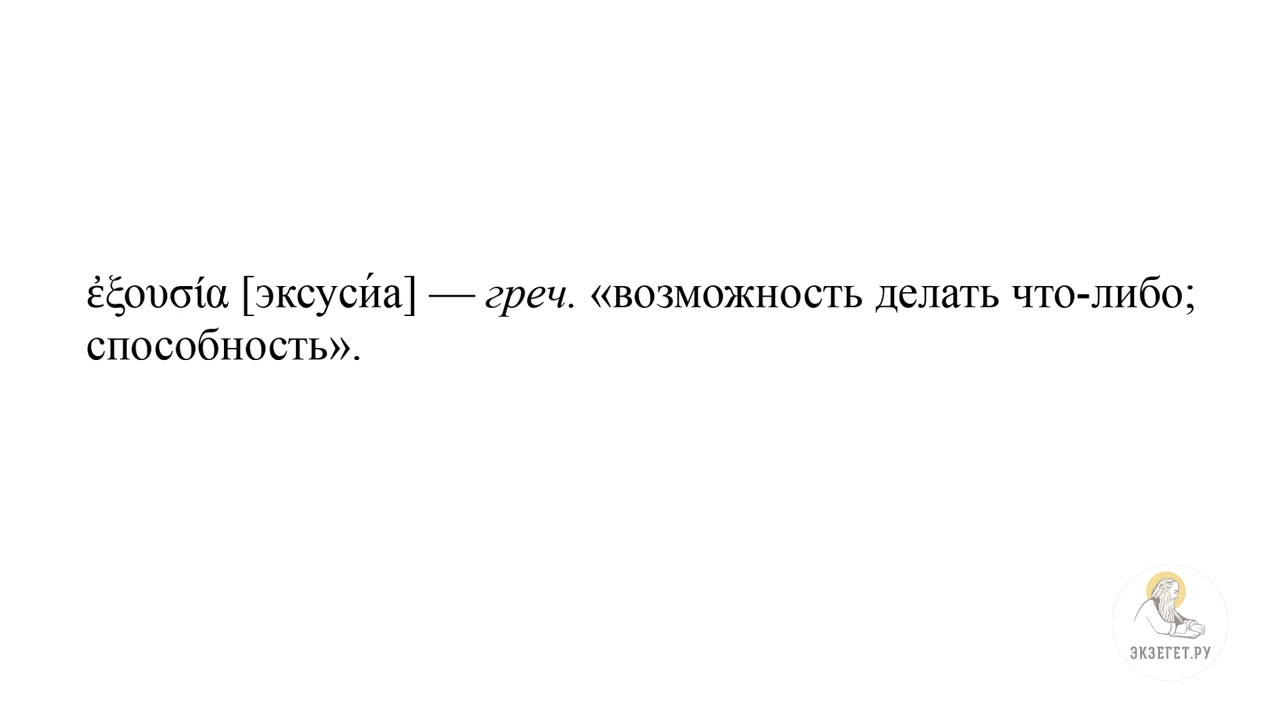 ἐξουσία [эксуси́а] — греч. «возможность делать что-либо;
способность».
ЭКЗЕГЕТ.РУ